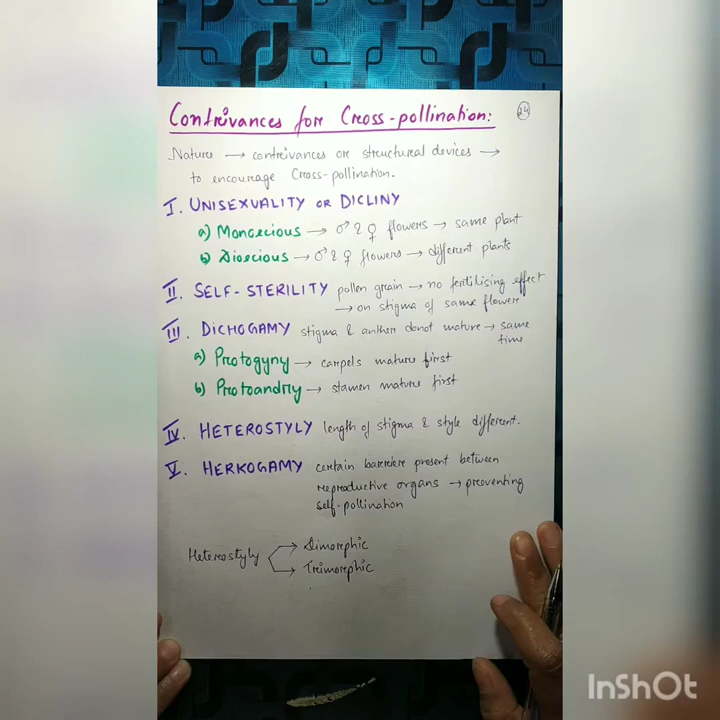 Contrivances for Cross-pollination:
24
Nature → contrivances or structural devices →
to encourage Cross-pollination.
I. UNISEXUALITY OR DICLINY
a) Monoecious → ♂ & ♀ flowers → same plant
b) Dioecious → ♂ & ♀ flowers → different plants
II. SELF-STERILITY pollen grain → no fertilising effect
→ on stigma of same flower
III. DICHOGAMY stigma & anther donot mature → same
time
a) Protogyny → carpels mature first
b) Protoandry → stamen mature first
IV. HETEROSTYLY length of stigma & style different.
V. HERKOGAMY certain barrier present between
reproductive organs → preventing
self-pollination
Heterostyly → Dimorphic
→ Trimorphic
InShOt